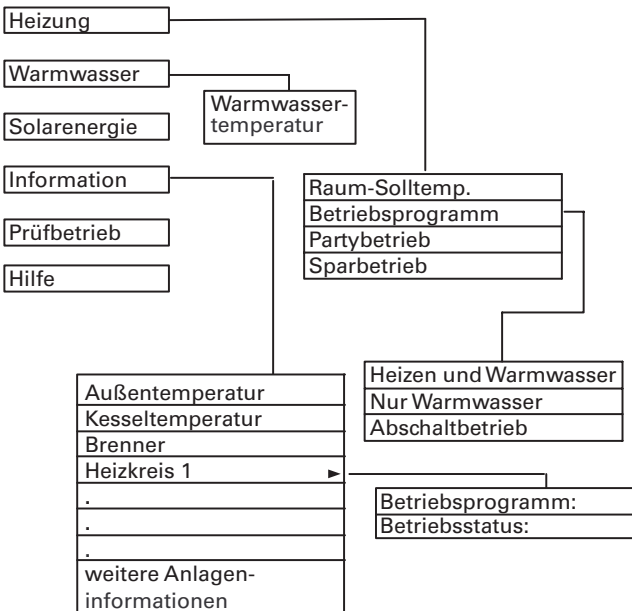 Heizung
Warmwasser
Warmwasser-
temperatur
Solarenergie
Information
Raum-Solltemp.
Betriebsprogramm
Partybetrieb
Sparbetrieb
Prüfbetrieb
Hilfe
Heizen und Warmwasser
Nur Warmwasser
Abschaltbetrieb
Außentemperatur
Kesseltemperatur
Brenner
Heizkreis 1 ►
.
.
.
weitere Anlagen-
informationen
Betriebsprogramm:
Betriebsstatus: